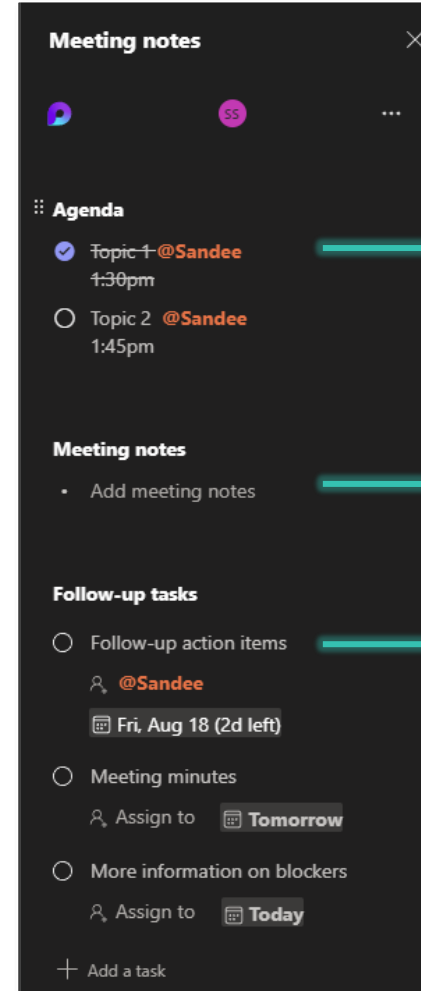 Meeting notes
SS
Agenda
Topic 1 @Sandee
1:30pm
Topic 2 @Sandee
1:45pm
Meeting notes
Add meeting notes
Follow-up tasks
Follow-up action items
@Sandee
Fri, Aug 18 (2d left)
Meeting minutes
Assign to Tomorrow
More information on blockers
Assign to Today
Add a task